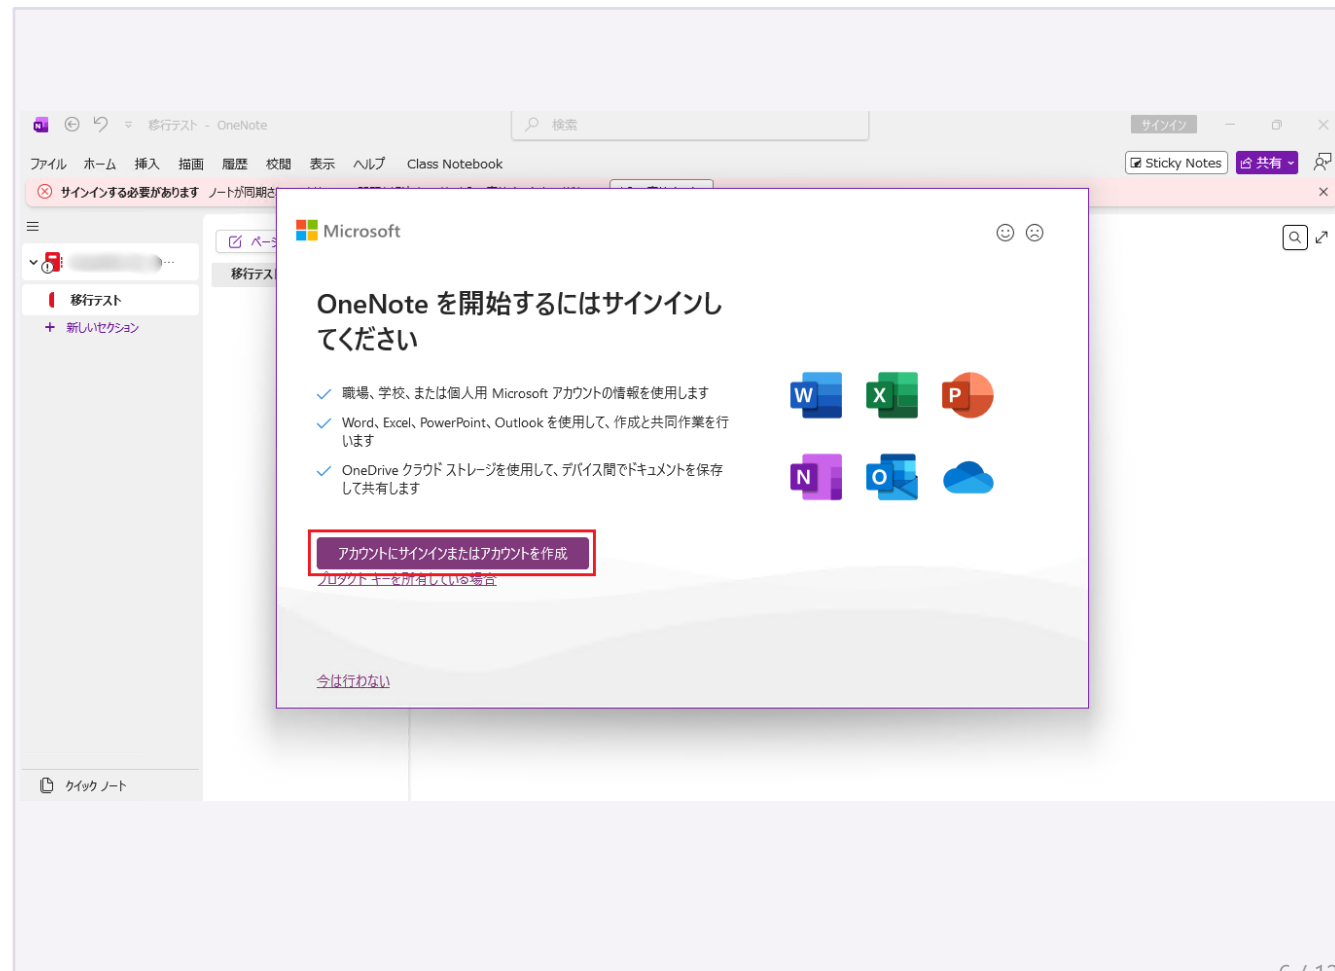 移行テスト - OneNote
検索
サインイン
ファイル ホーム 挿入 描画 履歴 校閲 表示 ヘルプ Class Notebook
Sticky Notes
共有
サインインする必要があります ノートが同期さ
ページ
移行テスト
移行テス
+ 新しいセクション
Microsoft
OneNote を開始するにはサインインし
てください
職場、学校、または個人用 Microsoft アカウントの情報を使用します
Word、Excel、PowerPoint、Outlook を使用して、作成と共同作業を行
います
OneDrive クラウド ストレージを使用して、デバイス間でドキュメントを保存
して共有します
W
X
P
N
O
アカウントにサインインまたはアカウントを作成
プロダクト キーを所有している場合
今は行わない
クイック ノート